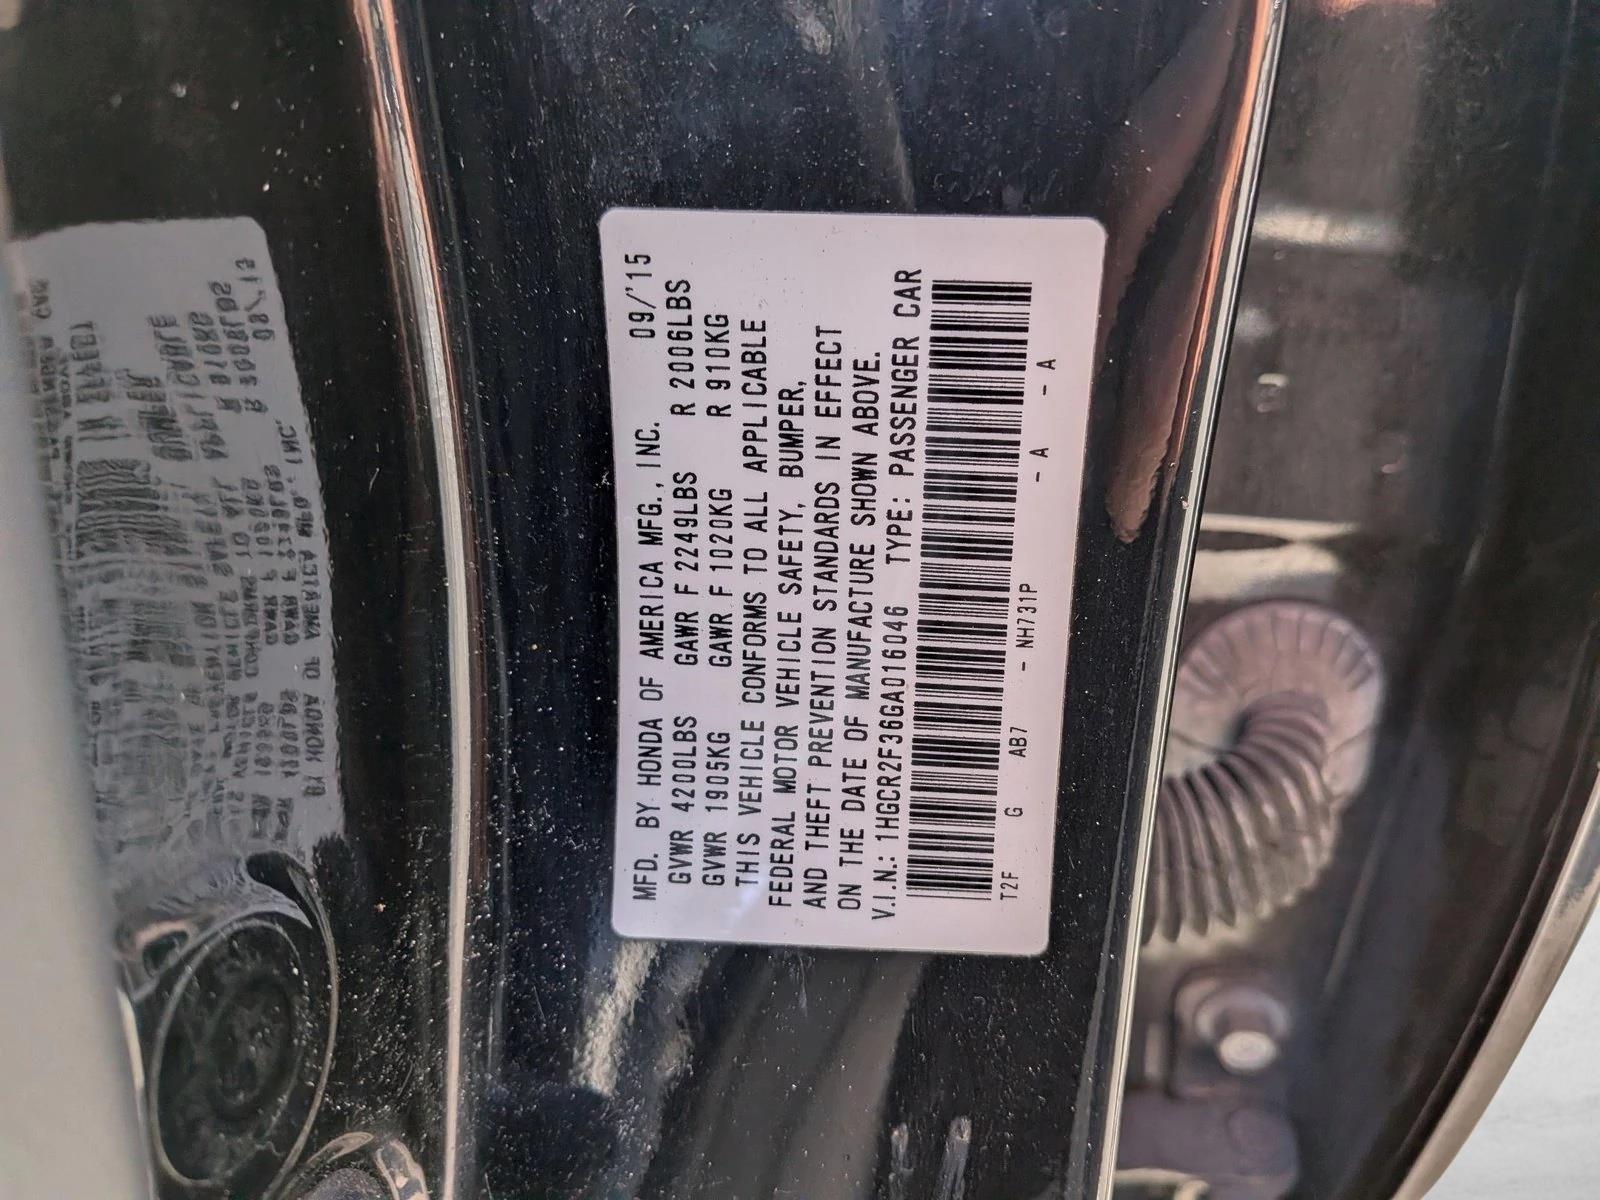 MFD. BY HONDA OF AMERICA MFG., INC. 09/'15
GVWR 4200LBS GAWR F 2249LBS R 2006LBS
GVWR 1905KG GAWR F 1020KG R 910KG
THIS VEHICLE CONFORMS TO ALL APPLICABLE
FEDERAL MOTOR VEHICLE SAFETY, BUMPER,
AND THEFT PREVENTION STANDARDS IN EFFECT
ON THE DATE OF MANUFACTURE SHOWN ABOVE.
V.I.N.: 1HGCR2F36GA016046 TYPE: PASSENGER CAR
T2F G AB7 - NH731P - A - A